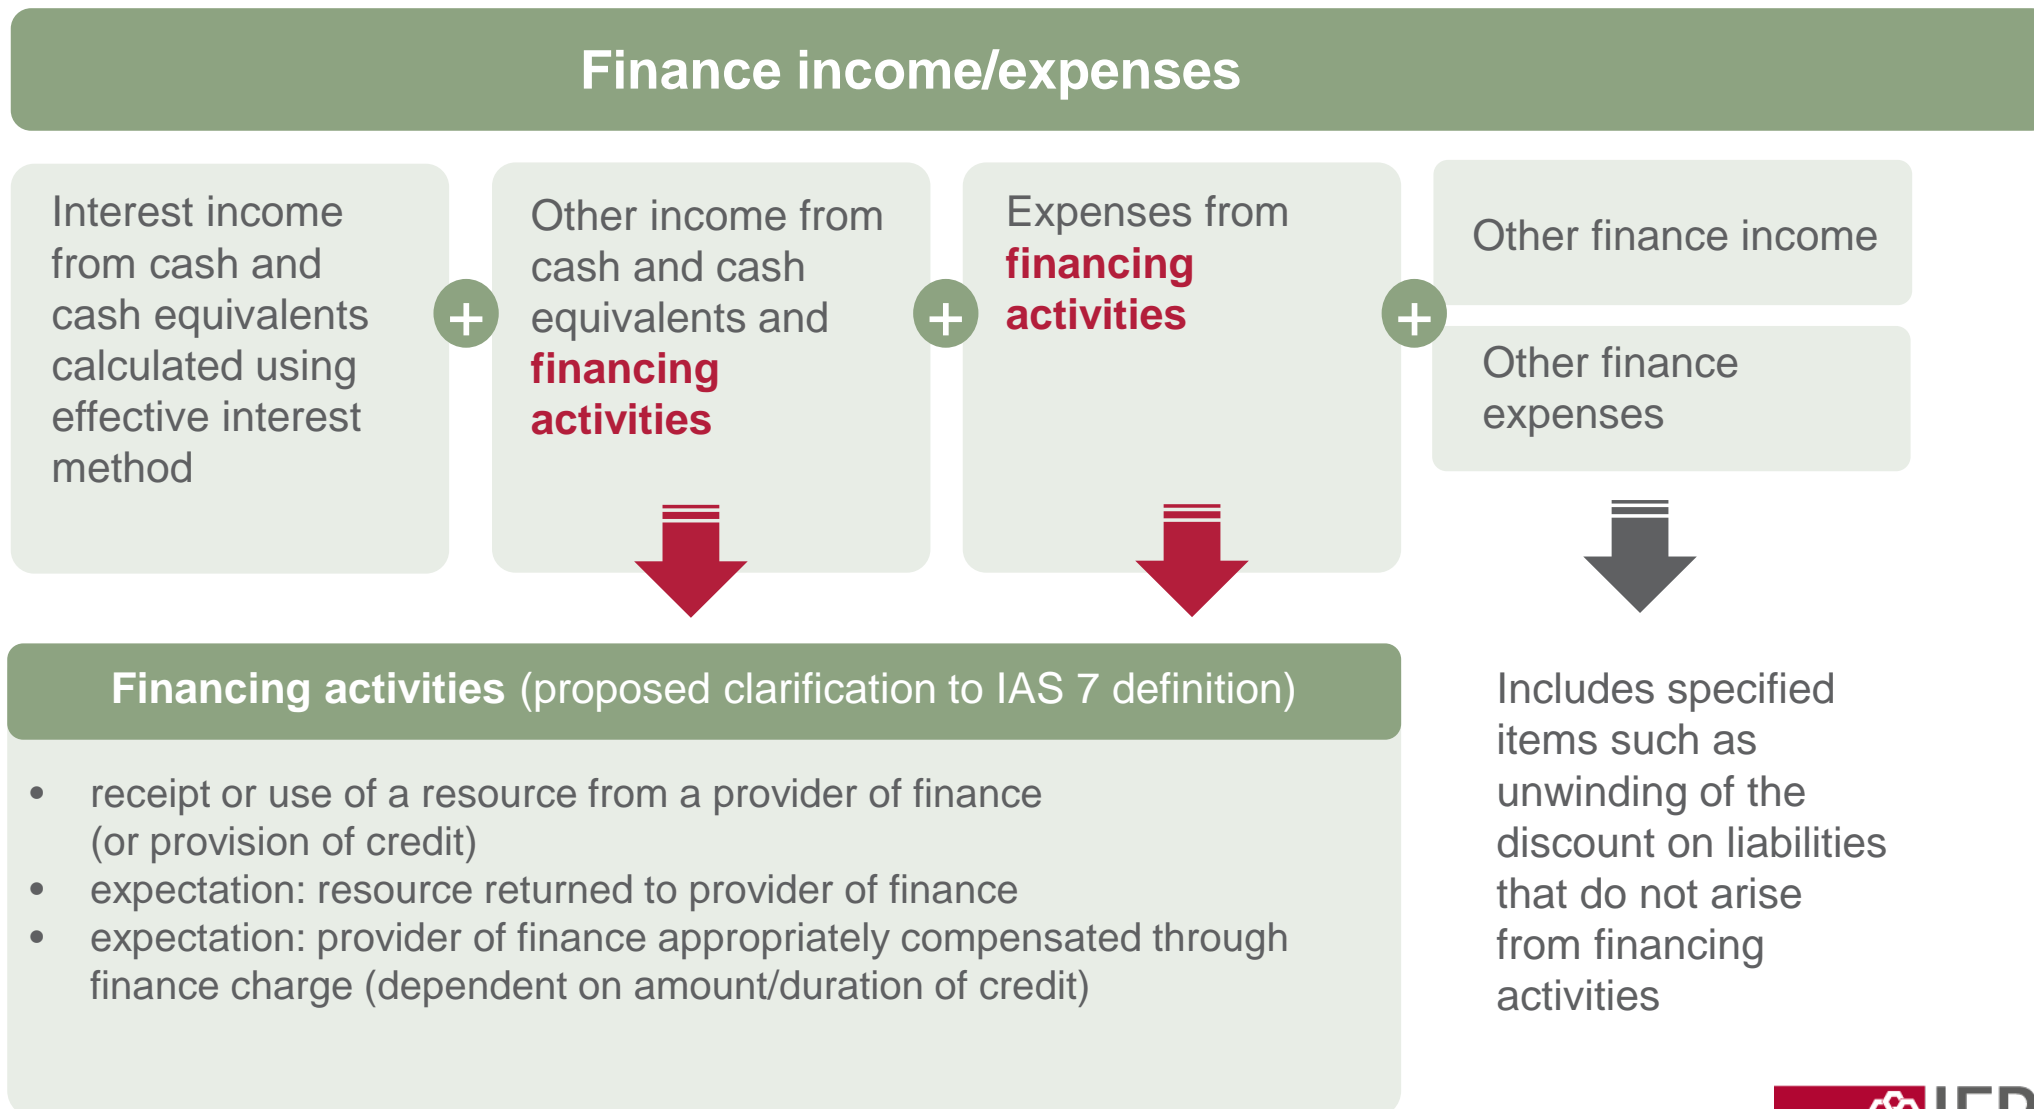 Finance income/expenses
Interest income
from cash and
cash equivalents
calculated using
effective interest
method
+
Other income from
cash and cash
equivalents and
financing
activities
+
Expenses from
financing
activities
+
Other finance income
Other finance
expenses
Financing activities (proposed clarification to IAS 7 definition)
• receipt or use of a resource from a provider of finance
(or provision of credit)
• expectation: resource returned to provider of finance
• expectation: provider of finance appropriately compensated through
finance charge (dependent on amount/duration of credit)
Includes specified
items such as
unwinding of the
discount on liabilities
that do not arise
from financing
activities